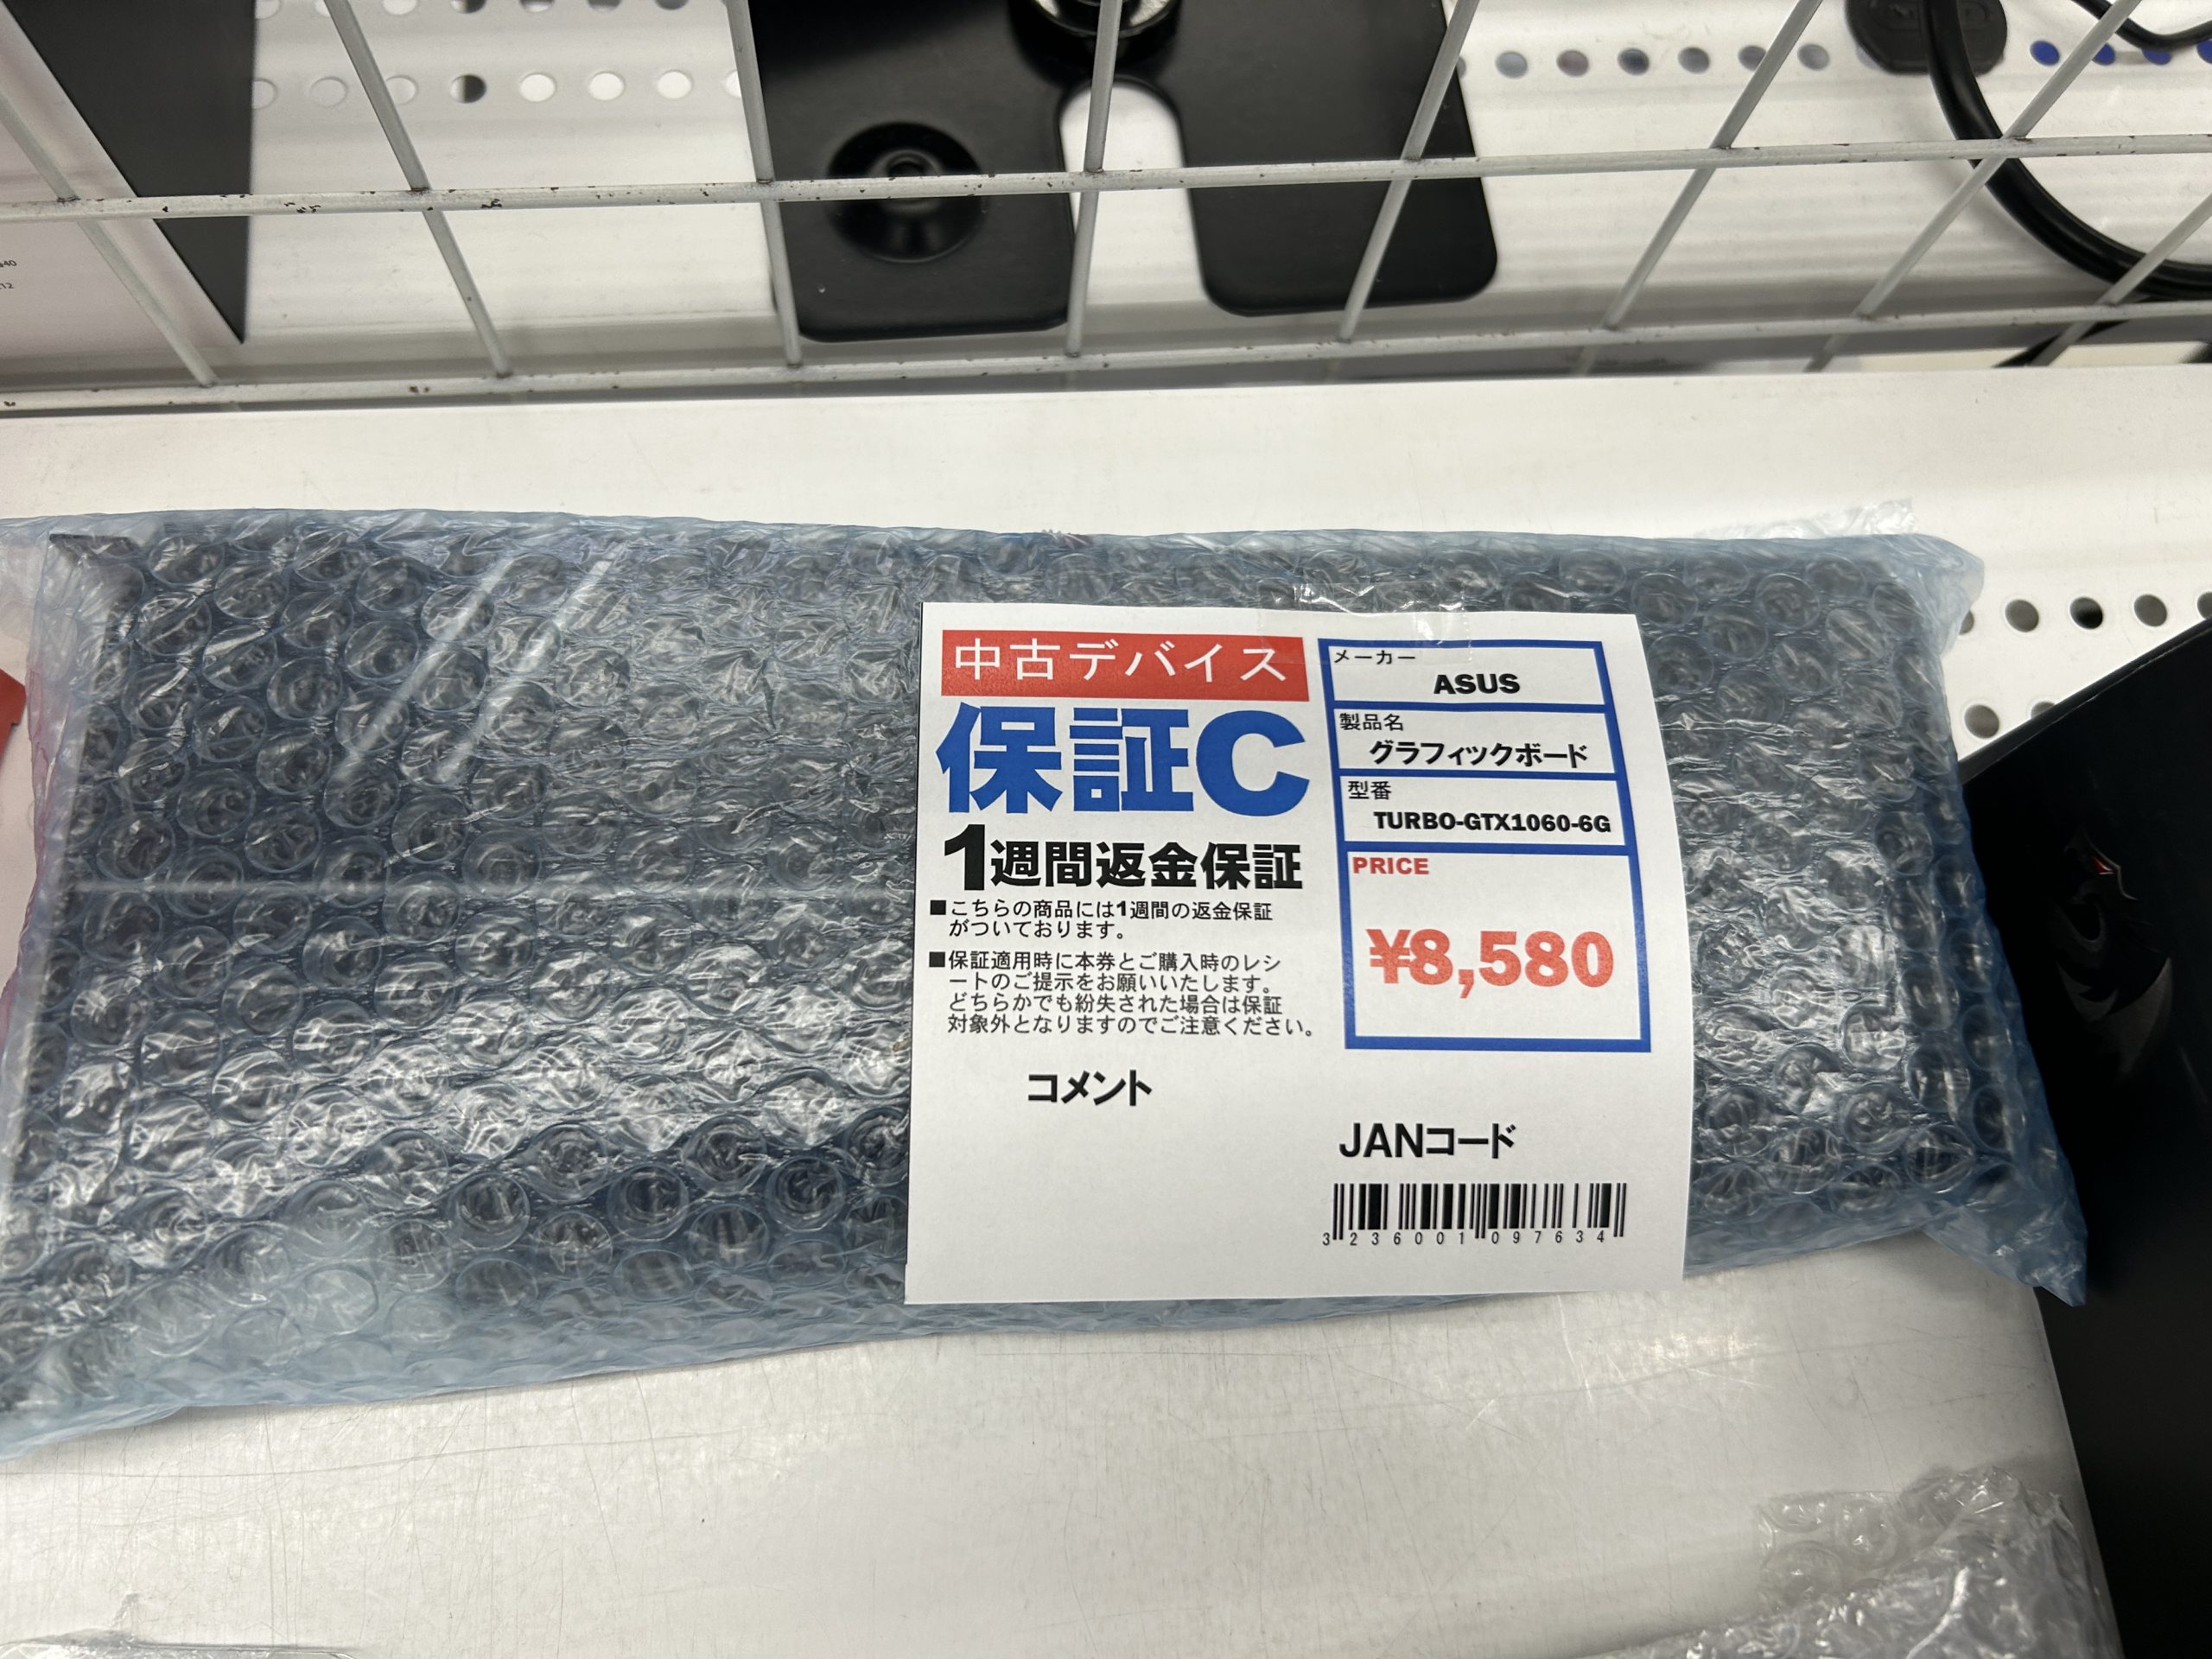 中古デバイス
保証C
1週間返金保証
■こちらの商品には1週間の返金保証
がついております。
■保証適用時に本券とご購入時のレシ
ートのご提示をお願いいたします。
どちらかでも紛失された場合は保証
対象外となりますのでご注意ください。
コメント
メーカー
ASUS
製品名
グラフィックボード
型番
TURBO-GTX1060-6G
PRICE
¥8,580
JANコード
3236001097634